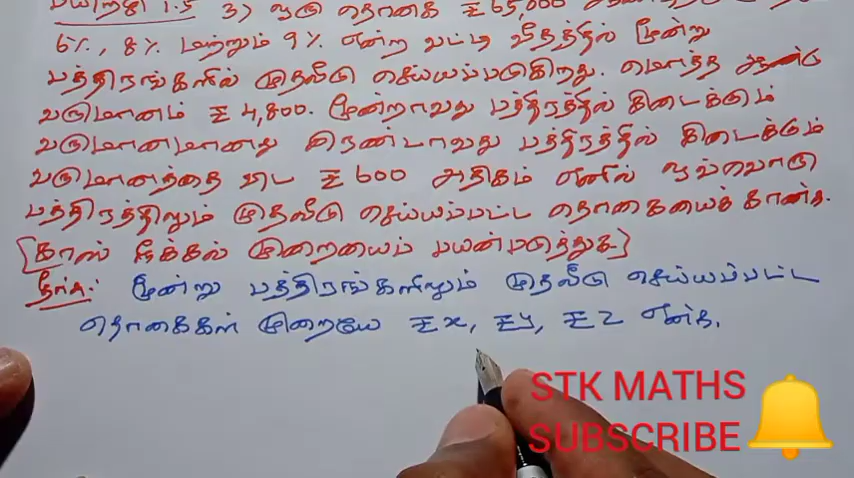 பயிற்சி 1.5 3) ஒரு தொகை ₹ 65,000
6%, 8% மற்றும் 9% என்ற வட்டி வீதத்தில் மூன்று
பத்திரங்களில் முதலீடு செய்யப்படுகிறது. மொத்த ஆண்டு
வருமானம் ₹ 4,800. மூன்றாவது பத்திரத்தில் கிடைக்கும்
வருமானமானது இரண்டாவது பத்திரத்தில் கிடைக்கும்
வருமானத்தை விட ₹ 600 அதிகம் எனில் ஒவ்வொரு
பத்திரத்திலும் முதலீடு செய்யப்பட்ட தொகையைக் காண்க.
[காஸ் நீக்கல் முறையைப் பயன்படுத்துக]
தீர்வு: மூன்று பத்திரங்களிலும் முதலீடு செய்யப்பட்ட
தொகைகள் முறையே ₹ x, ₹ y, ₹ z என்க.
STK MATHS
SUBSCRIBE